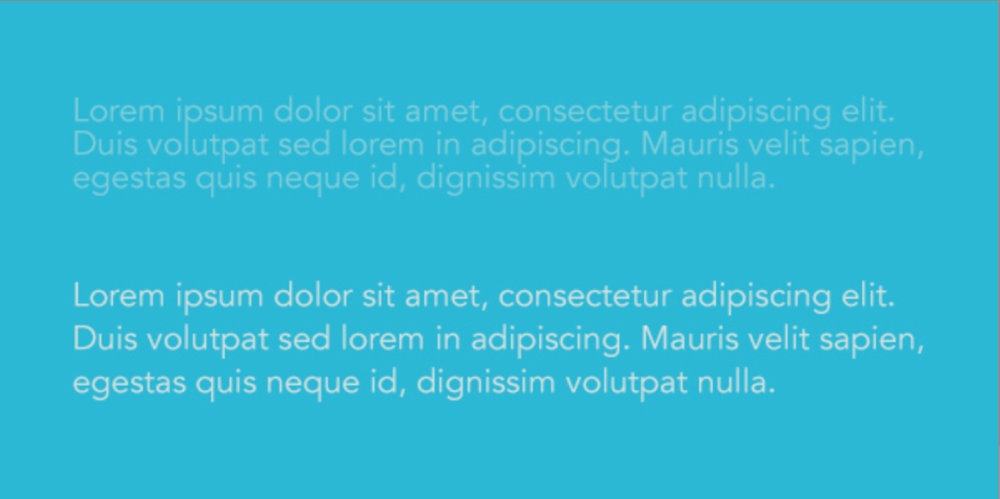 Lorem ipsum dolor sit amet, consectetur adipiscing elit.
Duis volutpat sed lorem in adipiscing. Mauris velit sapien,
egestas quis neque id, dignissim volutpat nulla.
Lorem ipsum dolor sit amet, consectetur adipiscing elit.
Duis volutpat sed lorem in adipiscing. Mauris velit sapien,
egestas quis neque id, dignissim volutpat nulla.